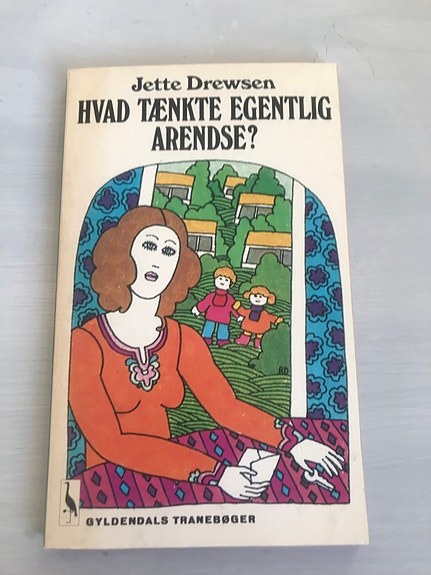 Jette Drewsen
HVAD TÆNKTE EGENTLIG
ARENDSE?
GYLDENDALS TRANEBØGER